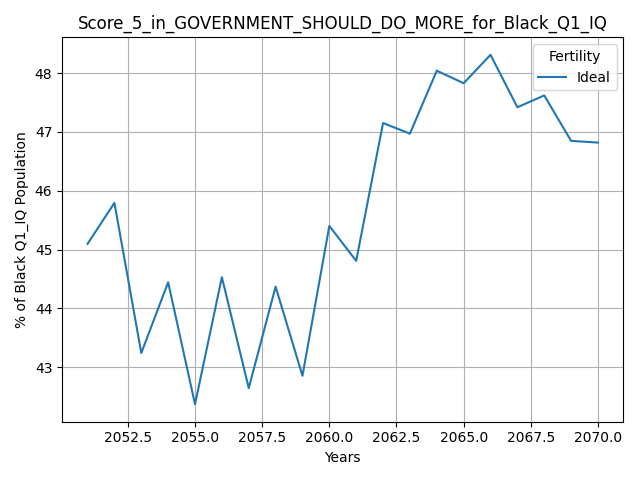 Score_5_in_GOVERNMENT_SHOULD_DO_MORE_for_Black_Q1_IQ
Fertility
Ideal
% of Black Q1_IQ Population
48
47
46
45
44
43
2052.5 2055.0 2057.5 2060.0 2062.5 2065.0 2067.5 2070.0
Years